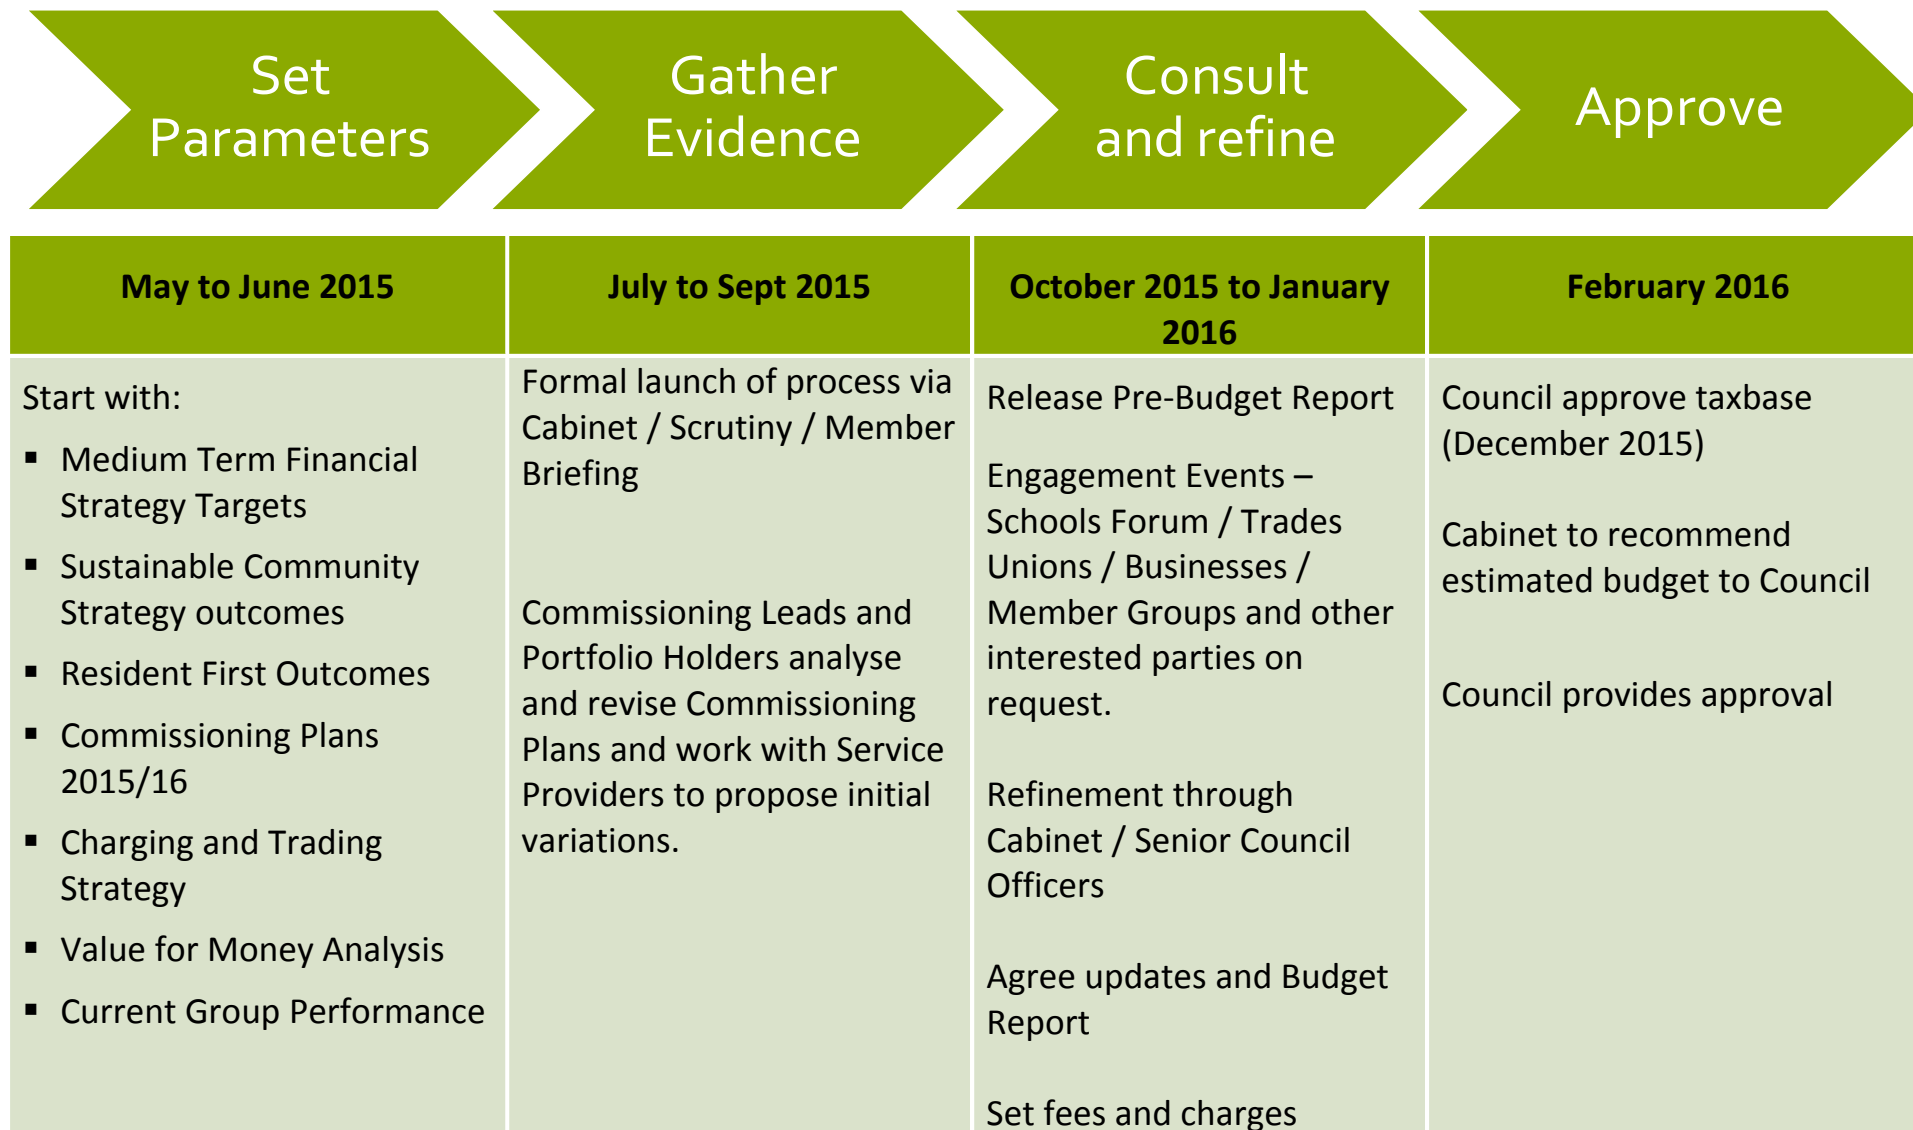 Set
Parameters
Gather
Evidence
Consult
and refine
Approve
May to June 2015
July to Sept 2015
October 2015 to January
2016
February 2016
Start with:
▪ Medium Term Financial
Strategy Targets
▪ Sustainable Community
Strategy outcomes
▪ Resident First Outcomes
▪ Commissioning Plans
2015/16
▪ Charging and Trading
Strategy
▪ Value for Money Analysis
▪ Current Group Performance
Formal launch of process via
Cabinet / Scrutiny / Member
Briefing
Commissioning Leads and
Portfolio Holders analyse
and revise Commissioning
Plans and work with Service
Providers to propose initial
variations.
Release Pre-Budget Report
Engagement Events –
Schools Forum / Trades
Unions / Businesses /
Member Groups and other
interested parties on
request.
Refinement through
Cabinet / Senior Council
Officers
Agree updates and Budget
Report
Set fees and charges
Council approve taxbase
(December 2015)
Cabinet to recommend
estimated budget to Council
Council provides approval